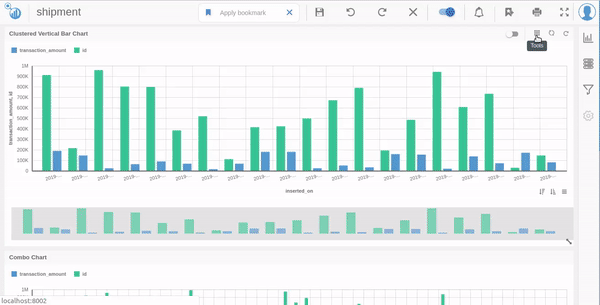 shipment
Apply bookmark
Clustered Vertical Bar Chart
Tools
transaction_amount id
1M
900K
800K
700K
600K
500K
400K
300K
200K
100K
0
transaction_amount, id
2019-... 2019-... 2019-... 2019-... 2019-... 2019-... 2019-... 2019-... 2019-... 2019-... 2019-... 2019-... 2019-... 2019-... 2019-... 2019-... 2019-... 2019-... 2019-... 2019-...
inserted_on
Combo Chart
transaction_amount id
1M
localhost:8002